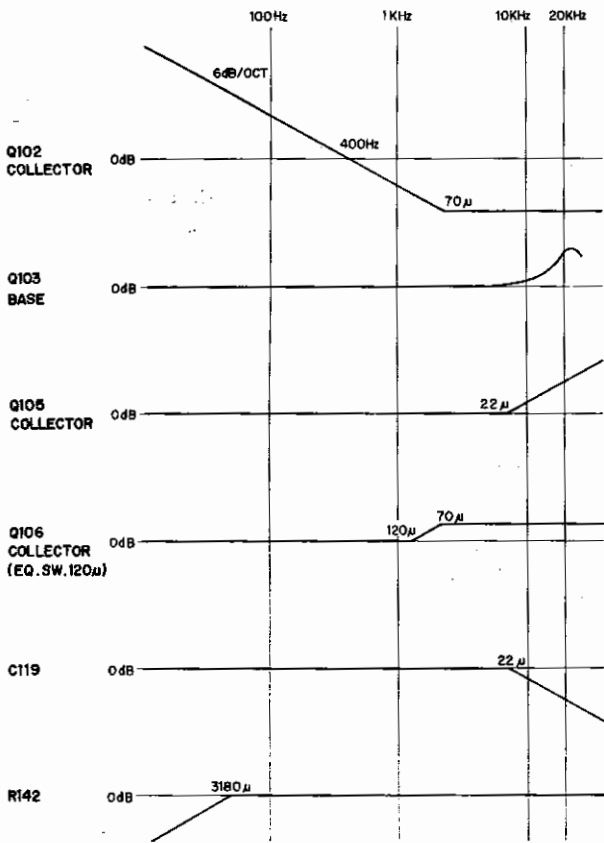 100Hz 1KHz 10KHz 20KHz
6dB/OCT
400Hz
Q102
COLLECTOR
0dB
70μ
Q103
BASE
0dB
Q105
COLLECTOR
0dB
22μ
Q106
COLLECTOR
(EQ.SW.120μ)
0dB
120μ
70μ
C119
0dB
22μ
R142
0dB
3180μ